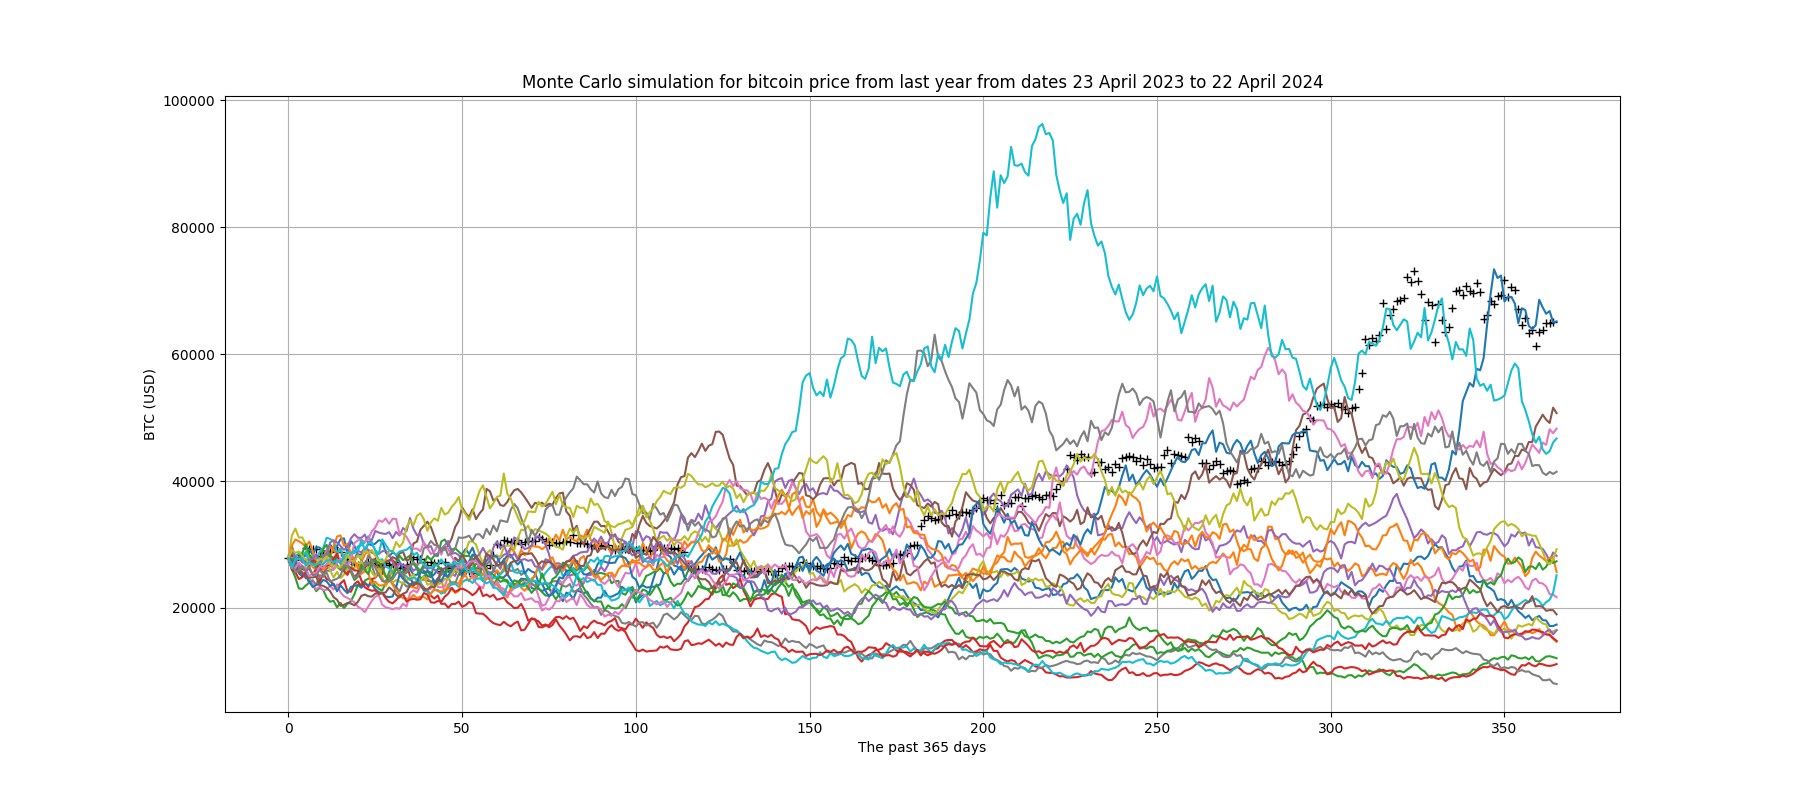 Monte Carlo simulation for bitcoin price from last year from dates 23 April 2023 to 22 April 2024
100000
80000
60000
40000
20000
BTC (USD)
0 50 100 150 200 250 300 350
The past 365 days